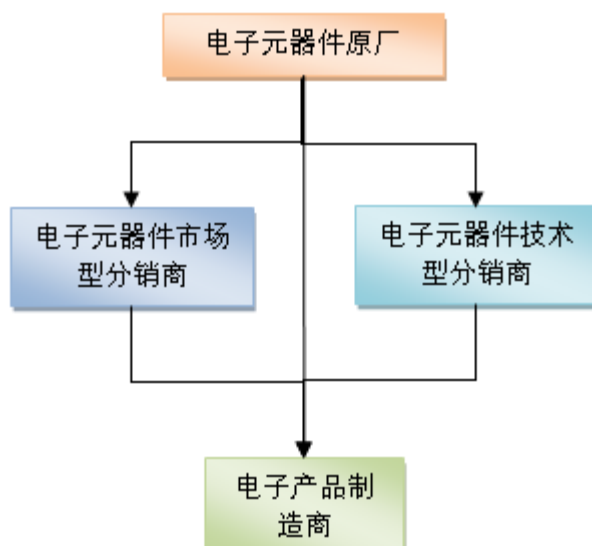 电子元器件原厂
电子元器件市场
型分销商
电子元器件技术
型分销商
电子产品制
造商